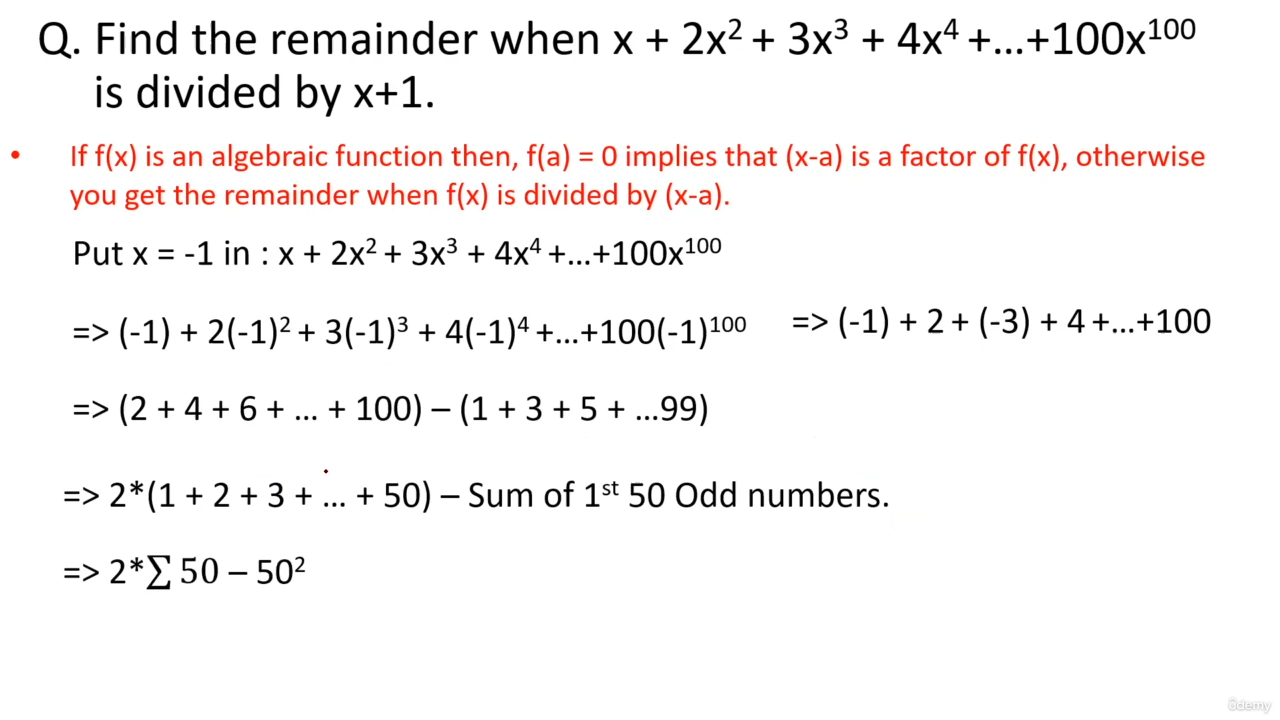 Q. Find the remainder when x + 2x² + 3x³ + 4x⁴ +...+100x¹⁰⁰
is divided by x+1.
• If f(x) is an algebraic function then, f(a) = 0 implies that (x-a) is a factor of f(x), otherwise
you get the remainder when f(x) is divided by (x-a).
Put x = -1 in : x + 2x² + 3x³ + 4x⁴ +...+100x¹⁰⁰
=> (-1) + 2(-1)² + 3(-1)³ + 4(-1)⁴ +...+100(-1)¹⁰⁰
=> (-1) + 2 + (-3) + 4 +...+100
=> (2 + 4 + 6 + ... + 100) – (1 + 3 + 5 + ...99)
=> 2*(1 + 2 + 3 + ... + 50) – Sum of 1ˢᵗ 50 Odd numbers.
=> 2*∑ 50 – 50²
ûdemy